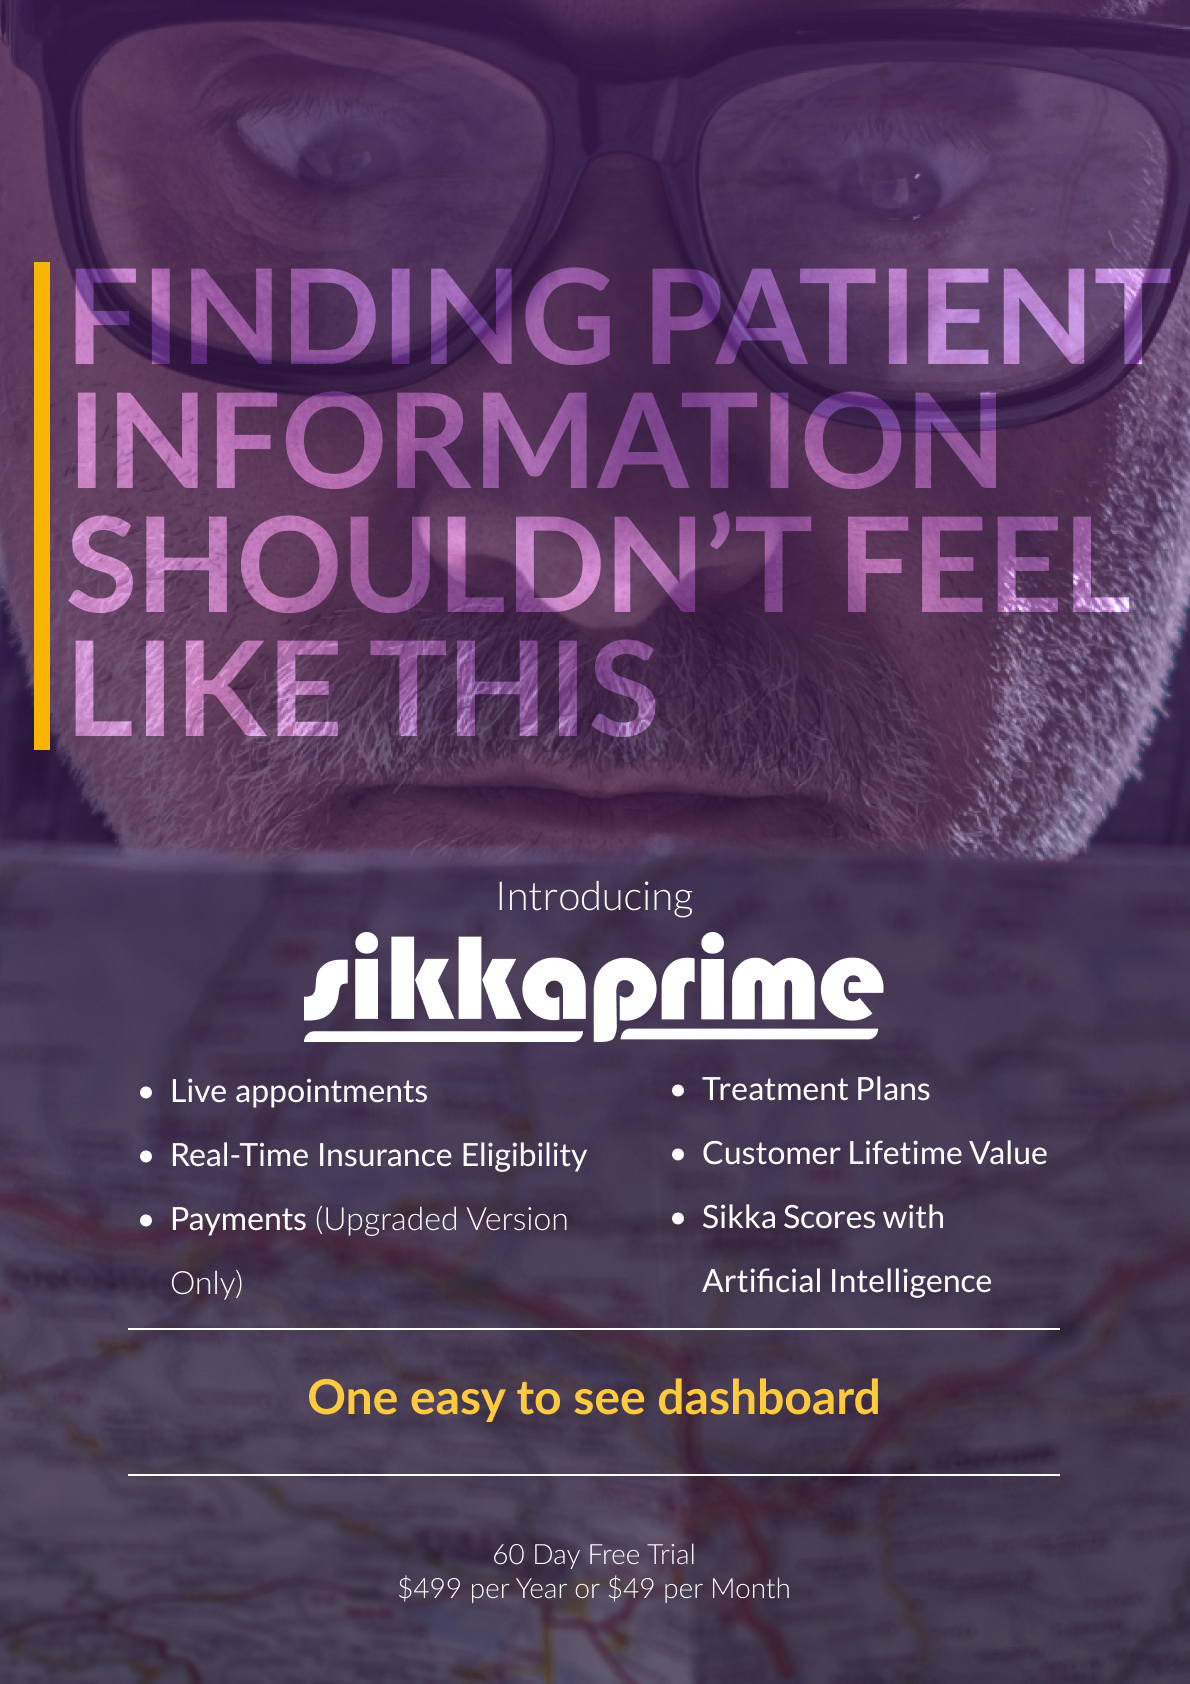 FINDING PATIENT
INFORMATION
SHOULDN’T FEEL
LIKE THIS
Introducing
sikkaprime
• Live appointments
• Real-Time Insurance Eligibility
• Payments (Upgraded Version
Only)
• Treatment Plans
• Customer Lifetime Value
• Sikka Scores with
Artificial Intelligence
One easy to see dashboard
60 Day Free Trial
$499 per Year or $49 per Month